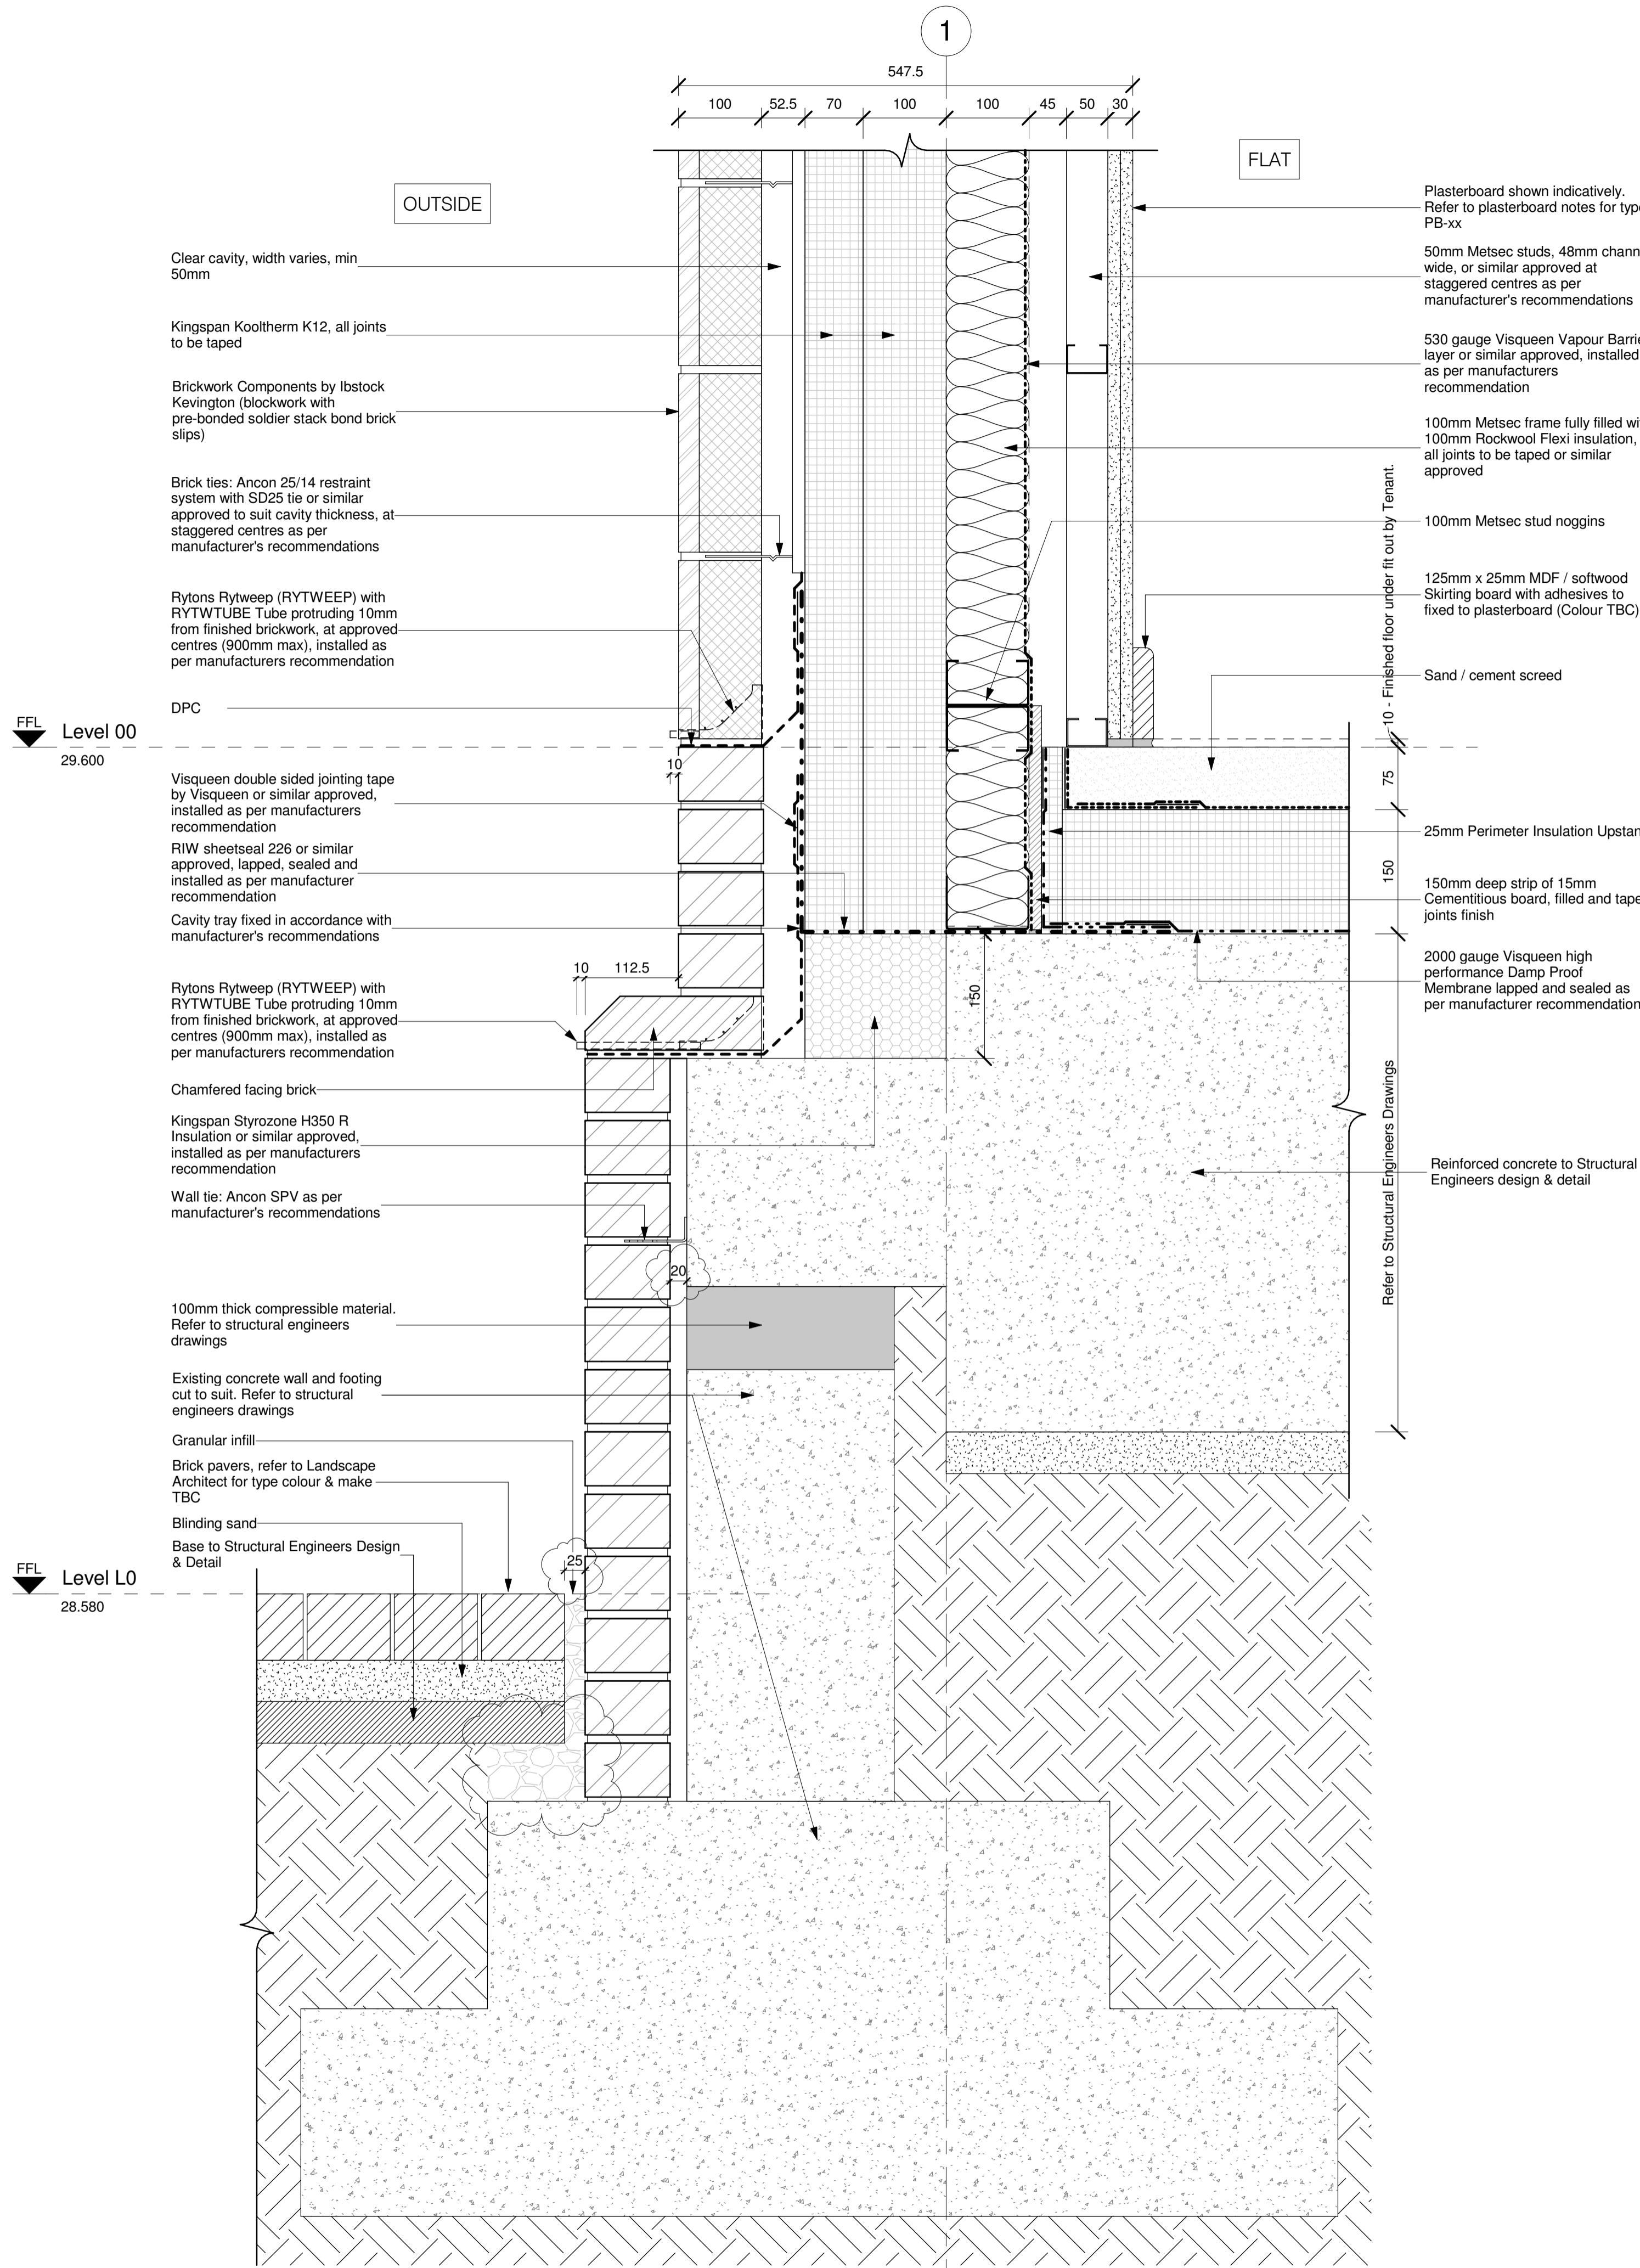 1
547.5
100 52.5 70 100 100 45 50 30
OUTSIDE
FLAT
Clear cavity, width varies, min
50mm
Kingspan Kooltherm K12, all joints
to be taped
Brickwork Components by Ibstock
Kevington (blockwork with
pre-bonded soldier stack bond brick
slips)
Brick ties: Ancon 25/14 restraint
system with SD25 tie or similar
approved to suit cavity thickness, at
staggered centres as per
manufacturer's recommendations
Rytons Rytweep (RYTWEEP) with
RYTWTUBE Tube protruding 10mm
from finished brickwork, at approved
centres (900mm max), installed as
per manufacturers recommendation
DPC
FFL
Level 00
29.600
10
Visqueen double sided jointing tape
by Visqueen or similar approved,
installed as per manufacturers
recommendation
RIW sheetseal 226 or similar
approved, lapped, sealed and
installed as per manufacturer
recommendation
Cavity tray fixed in accordance with
manufacturer's recommendations
10 112.5
Rytons Rytweep (RYTWEEP) with
RYTWTUBE Tube protruding 10mm
from finished brickwork, at approved
centres (900mm max), installed as
per manufacturers recommendation
Chamfered facing brick
Kingspan Styrozone H350 R
Insulation or similar approved,
installed as per manufacturers
recommendation
Wall tie: Ancon SPV as per
manufacturer's recommendations
20
100mm thick compressible material.
Refer to structural engineers
drawings
Existing concrete wall and footing
cut to suit. Refer to structural
engineers drawings
Granular infill
Brick pavers, refer to Landscape
Architect for type colour & make
TBC
Blinding sand
Base to Structural Engineers Design
& Detail
25
FFL
Level L0
28.580
Plasterboard shown indicatively.
Refer to plasterboard notes for type
PB-xx
50mm Metsec studs, 48mm chann
wide, or similar approved at
staggered centres as per
manufacturer's recommendations
530 gauge Visqueen Vapour Barrie
layer or similar approved, installed
as per manufacturers
recommendation
100mm Metsec frame fully filled wi
100mm Rockwool Flexi insulation,
all joints to be taped or similar
approved
100mm Metsec stud noggins
125mm x 25mm MDF / softwood
Skirting board with adhesives to
fixed to plasterboard (Colour TBC)
Sand / cement screed
10 - Finished floor under fit out by Tenant.
75
150
25mm Perimeter Insulation Upstan
150mm deep strip of 15mm
Cementitious board, filled and tape
joints finish
2000 gauge Visqueen high
performance Damp Proof
Membrane lapped and sealed as
per manufacturer recommendation
150
Refer to Structural Engineers Drawings
Reinforced concrete to Structural
Engineers design & detail